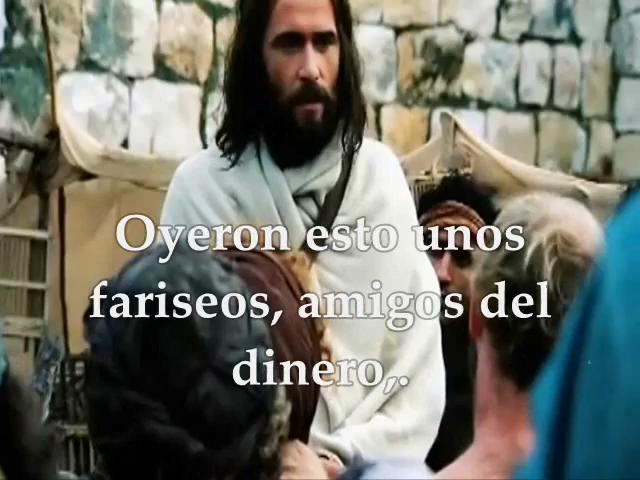 Oyeron esto unos
fariseos, amigos del
dinero,.